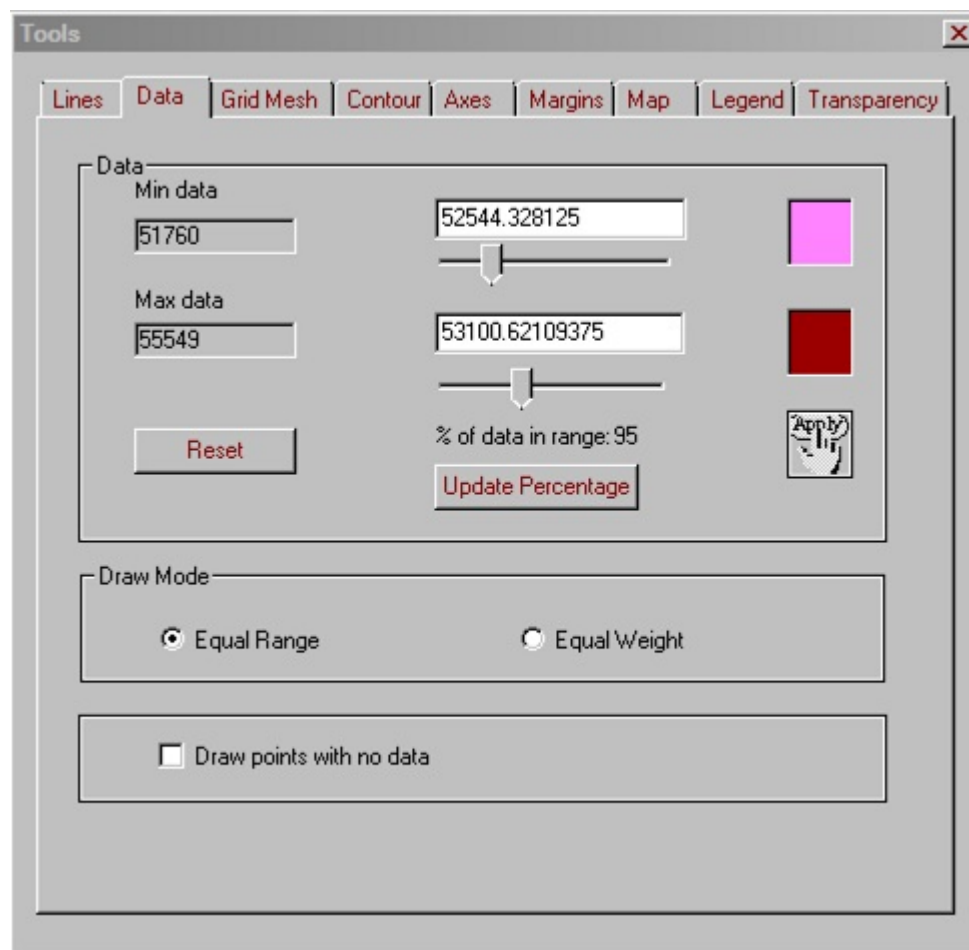 Tools
Lines Data Grid Mesh Contour Axes Margins Map Legend Transparency
Data
Min data
51760
52544.328125
Max data
55549
53100.62109375
Apply
Reset
% of data in range: 95
Update Percentage
Draw Mode
Equal Range
Equal Weight
Draw points with no data